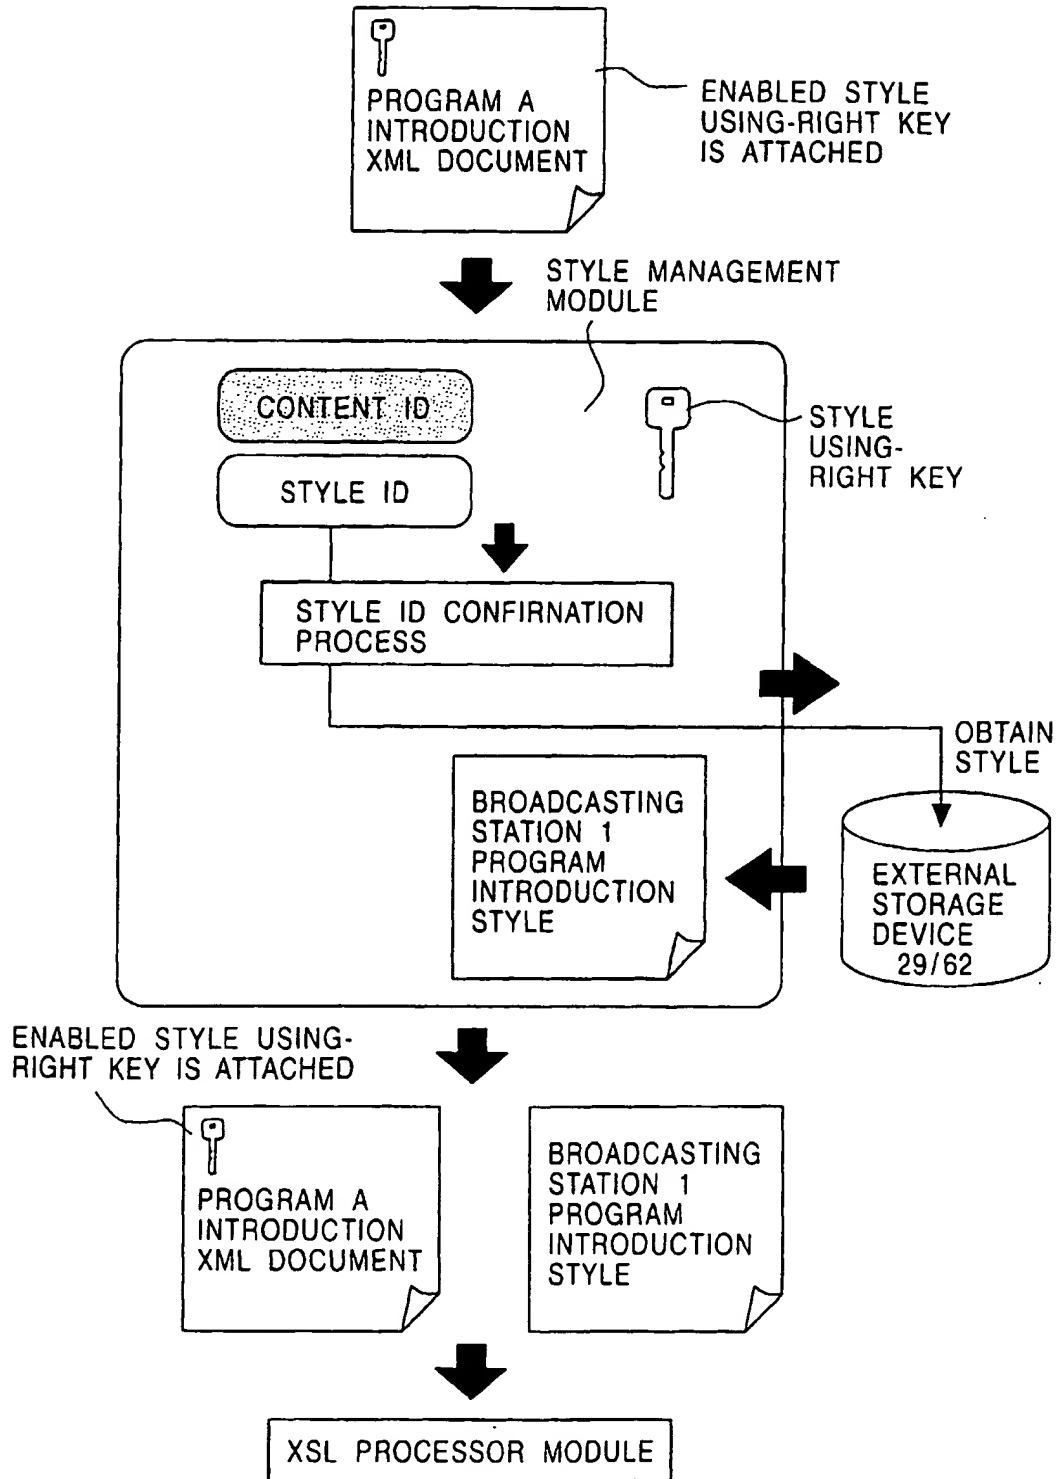 PROGRAM A
INTRODUCTION
XML DOCUMENT
ENABLED STYLE
USING-RIGHT KEY
IS ATTACHED
STYLE MANAGEMENT
MODULE
CONTENT ID
STYLE ID
STYLE
USING-
RIGHT KEY
STYLE ID CONFIRNATION
PROCESS
OBTAIN
STYLE
BROADCASTING
STATION 1
PROGRAM
INTRODUCTION
STYLE
EXTERNAL
STORAGE
DEVICE
29/62
ENABLED STYLE USING-
RIGHT KEY IS ATTACHED
PROGRAM A
INTRODUCTION
XML DOCUMENT
BROADCASTING
STATION 1
PROGRAM
INTRODUCTION
STYLE
XSL PROCESSOR MODULE